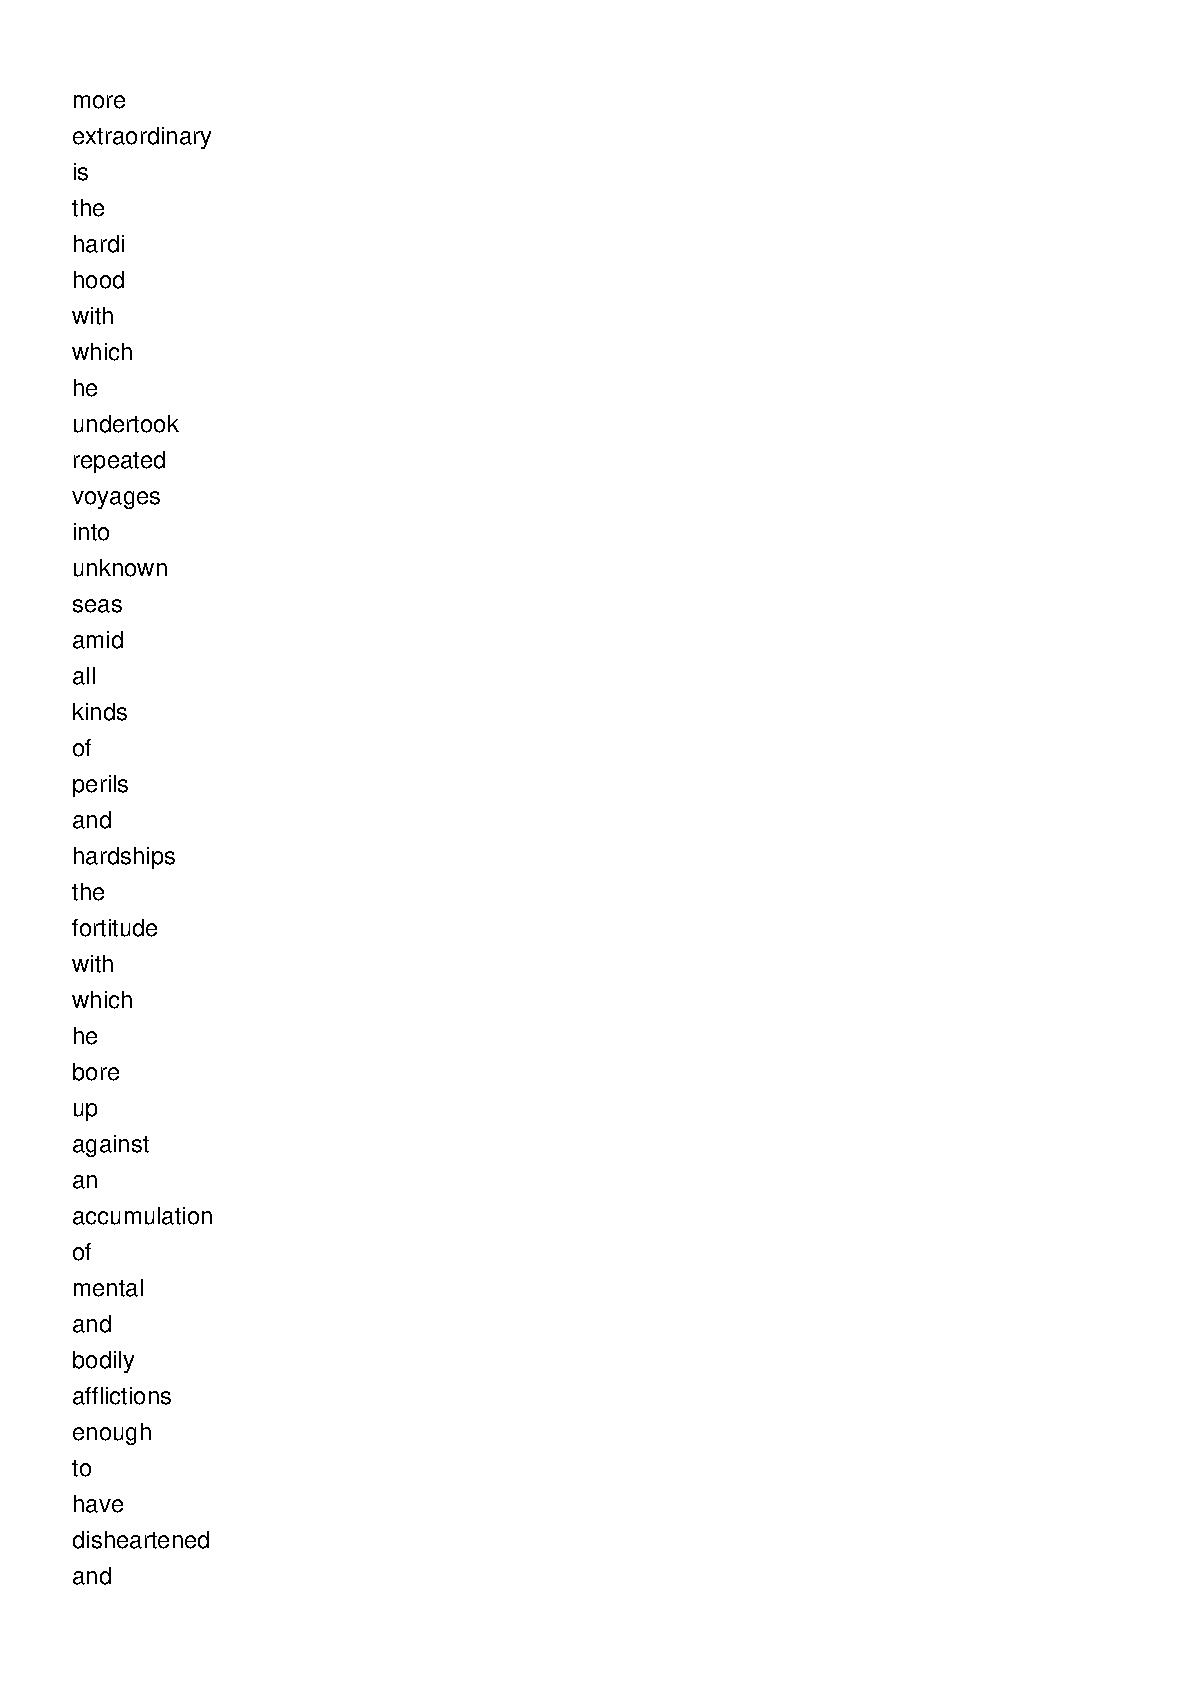 more
extraordinary
is
the
hardi
hood
with
which
he
undertook
repeated
voyages
into
unknown
seas
amid
all
kinds
of
perils
and
hardships
the
fortitude
with
which
he
bore
up
against
an
accumulation
of
mental
and
bodily
afflictions
enough
to
have
disheartened
and